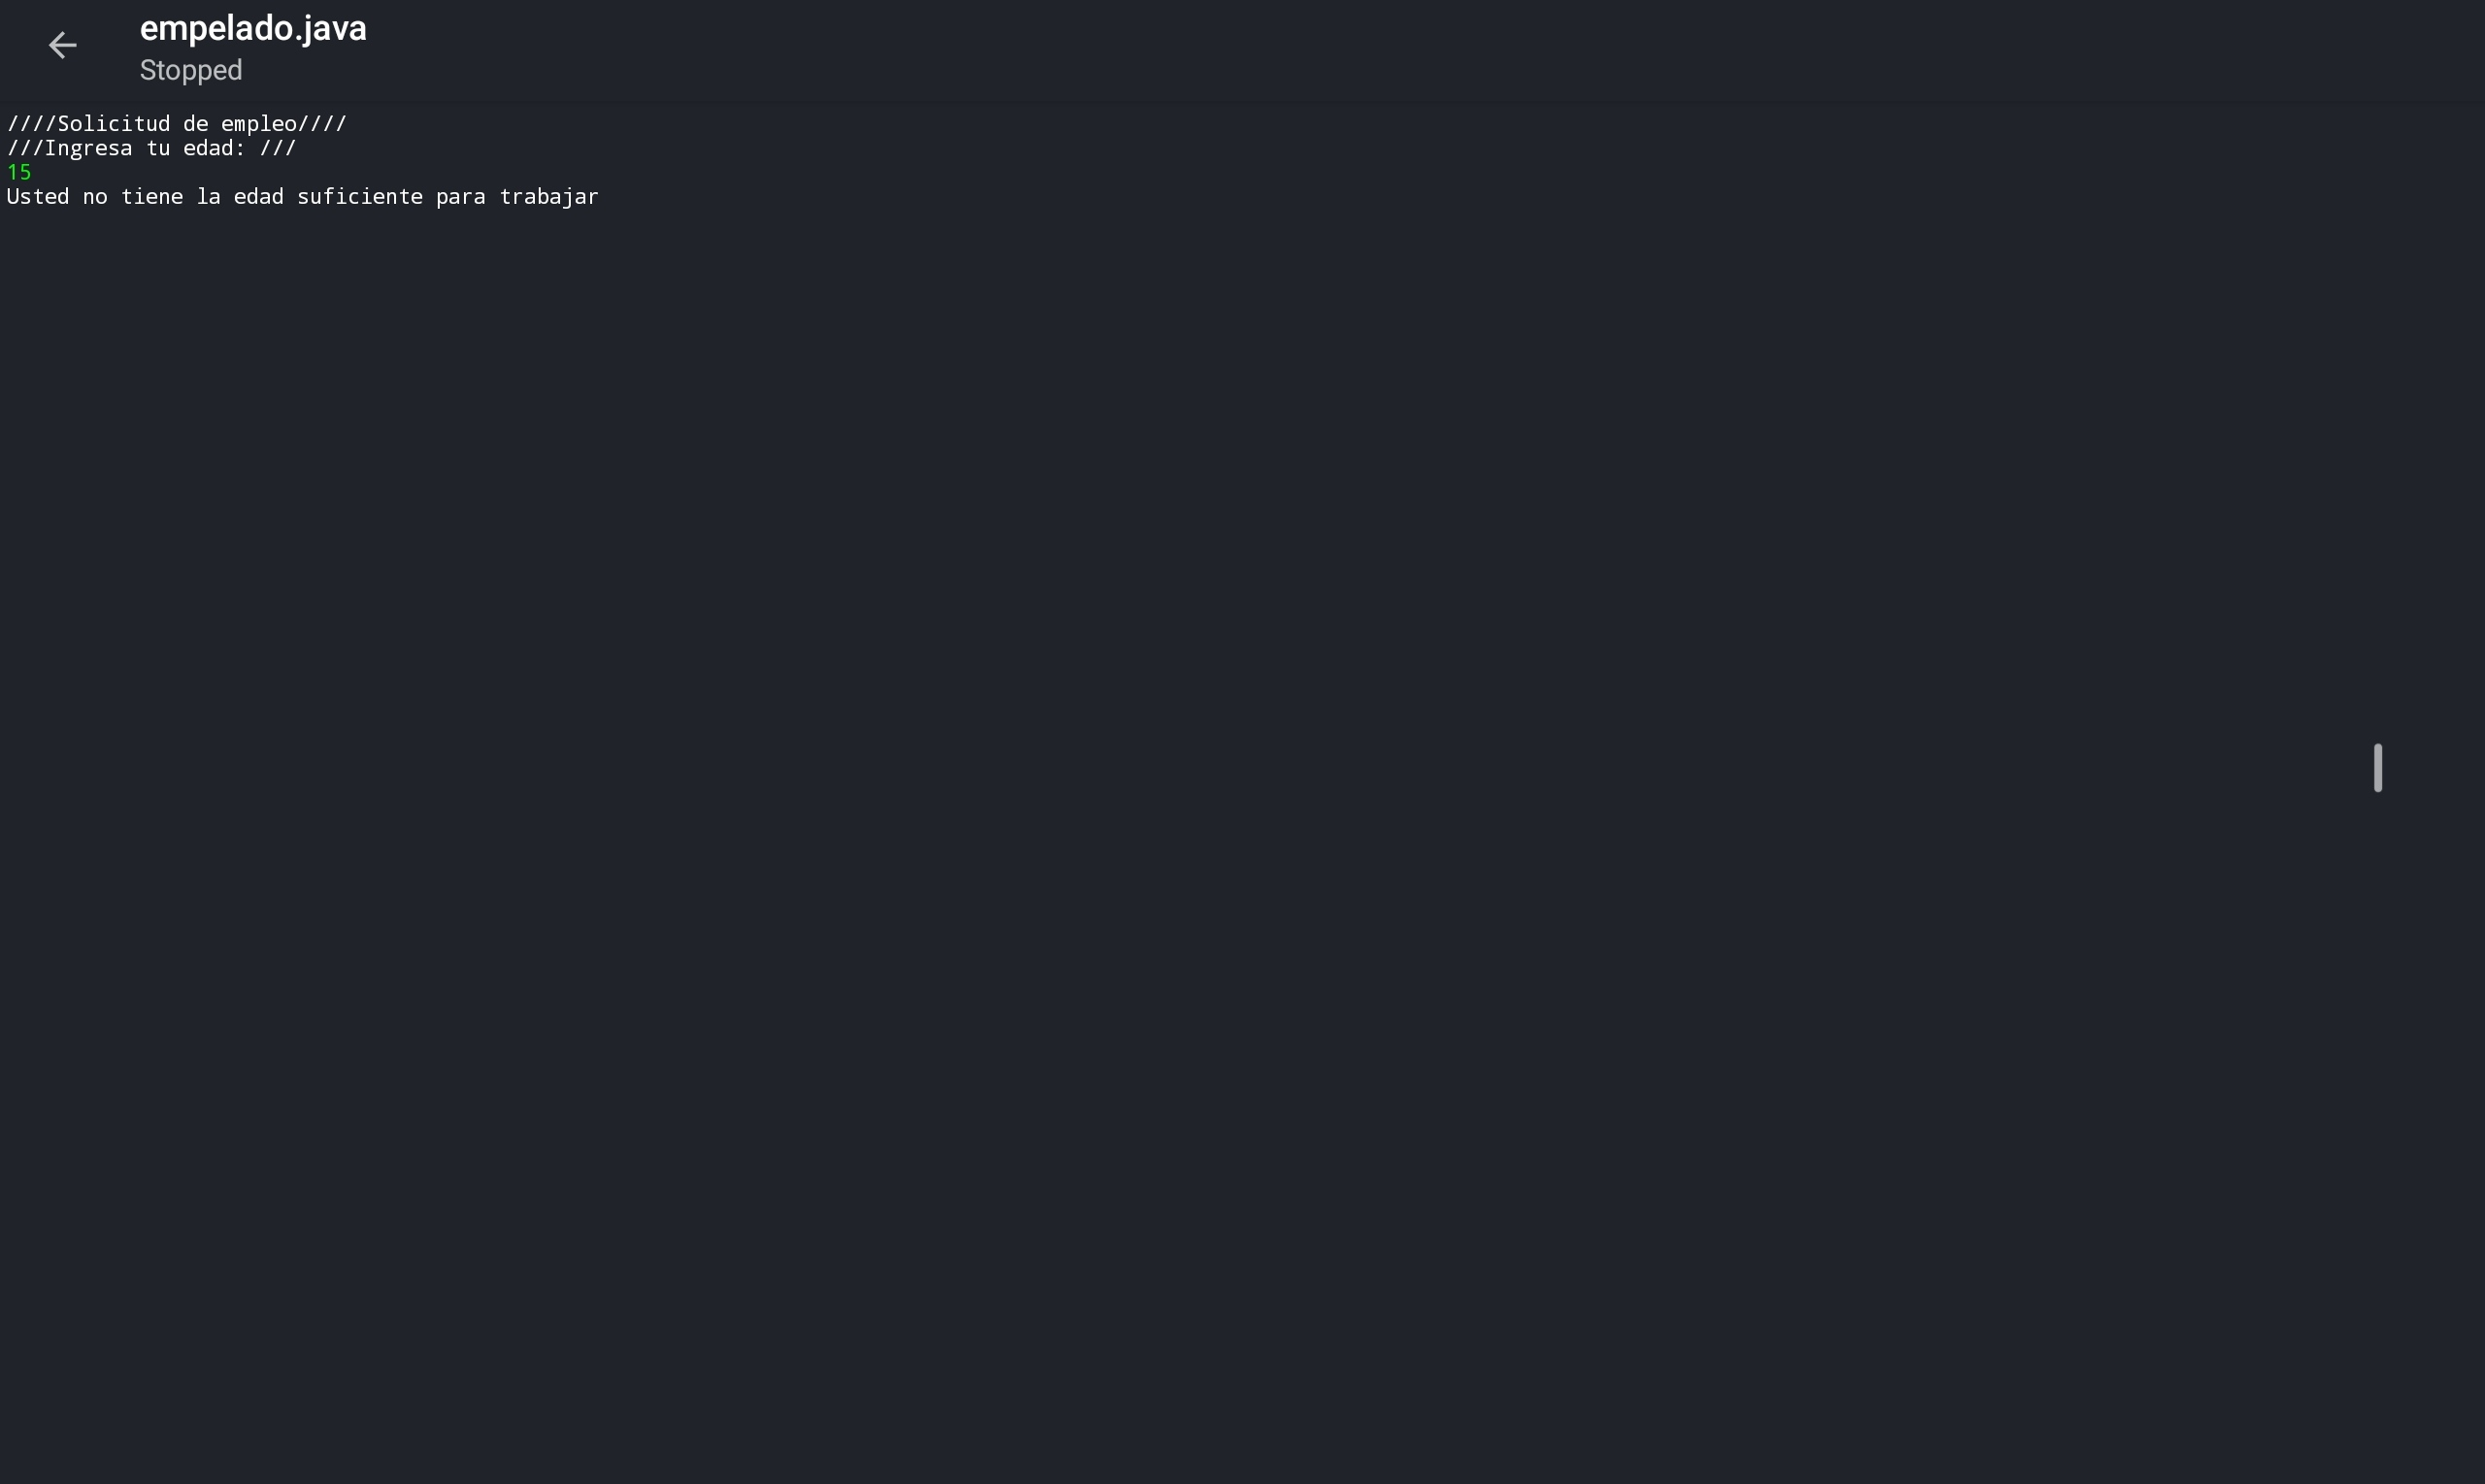 empelado.java
Stopped
////Solicitud de empleo////
///Ingresa tu edad: ///
15
Usted no tiene la edad suficiente para trabajar